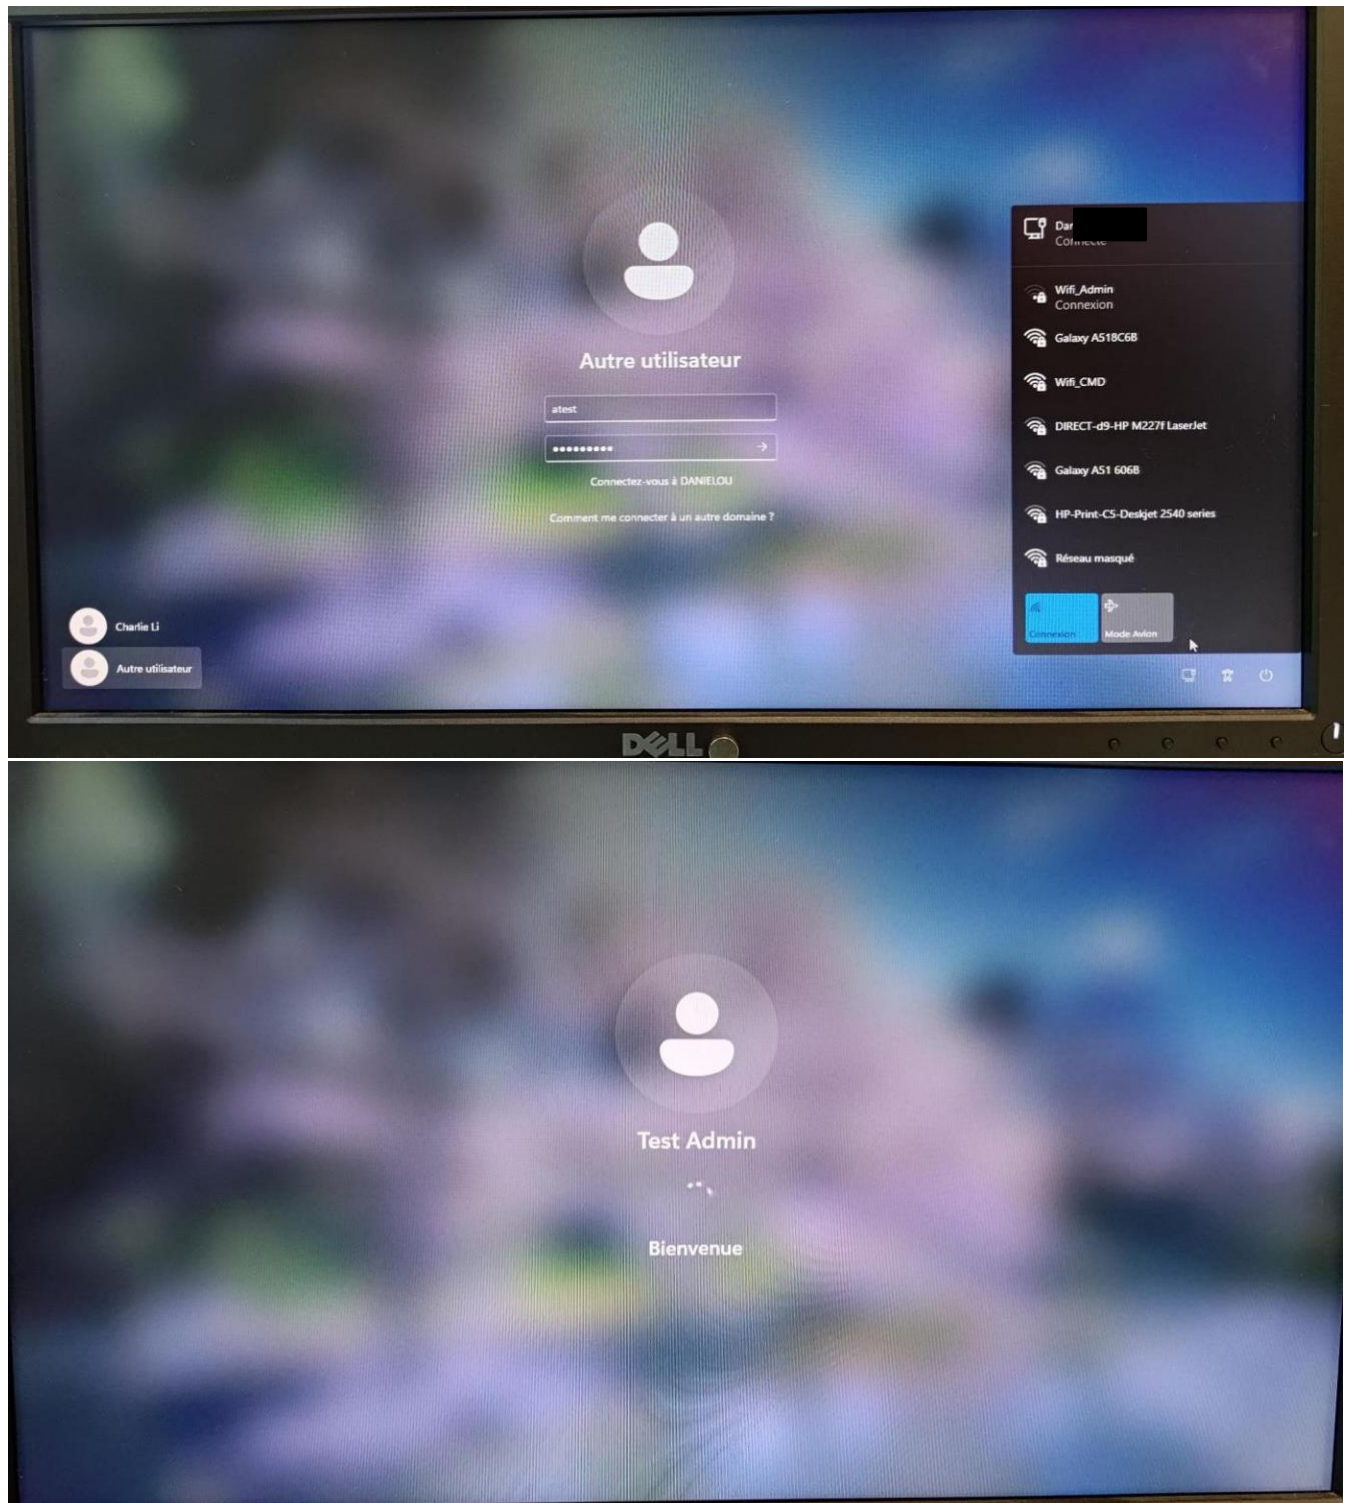 Autre utilisateur
atest
Connectez-vous à DANIELOU
Comment me connecter à un autre domaine ?
Charlie Li
Autre utilisateur
Connecté
Wifi_Admin
Connexion
Galaxy A518C6B
Wifi_CMD
DIRECT-d9-HP M227f LaserJet
Galaxy A51 606B
HP-Print-C5-Deskjet 2540 series
Réseau masqué
Connexion
Mode Avion
DELL
Test Admin
Bienvenue